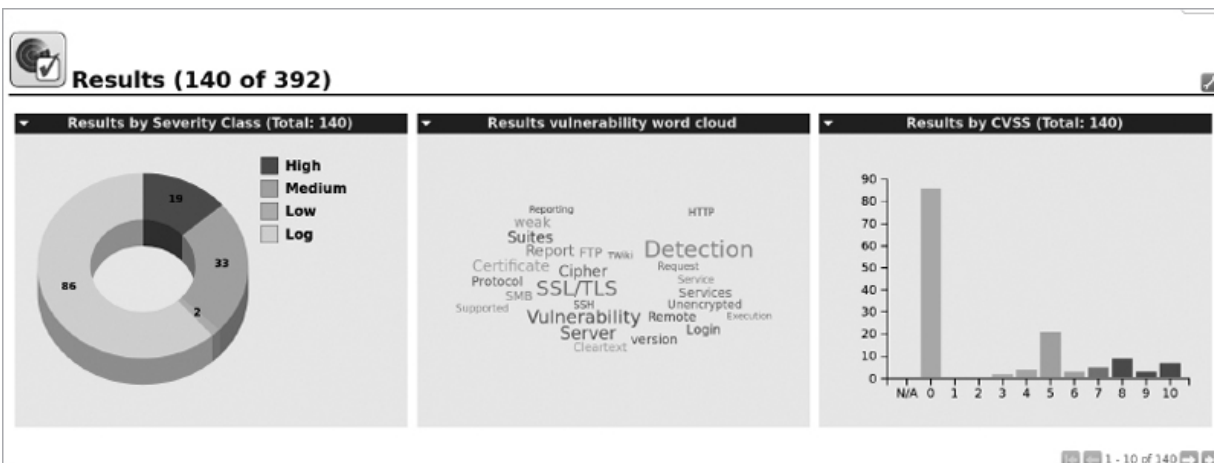 Results (140 of 392)
Results by Severity Class (Total: 140)
High
Medium
Low
Log
19
33
2
86
Results vulnerability word cloud
Reporting
HTTP
weak
Suites
Report FTP TWiki Detection
Certificate Cipher Request
Protocol SSL/TLS Service
SMB Services
Supported SSH Unencrypted
Vulnerability Remote Execution
Server version Login
Cleartext
Results by CVSS (Total: 140)
90
80
70
60
50
40
30
20
10
0
N/A 0 1 2 3 4 5 6 7 8 9 10
1 - 10 of 140